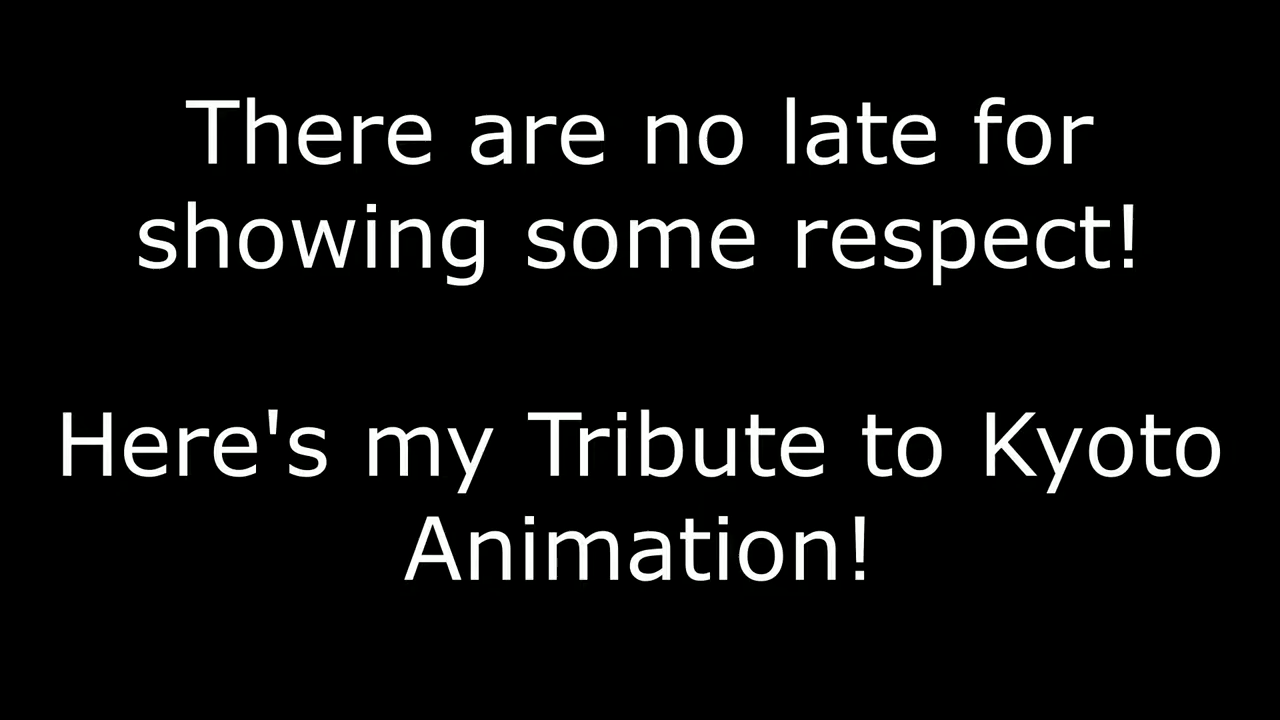 There are no late for
showing some respect!
Here's my Tribute to Kyoto
Animation!